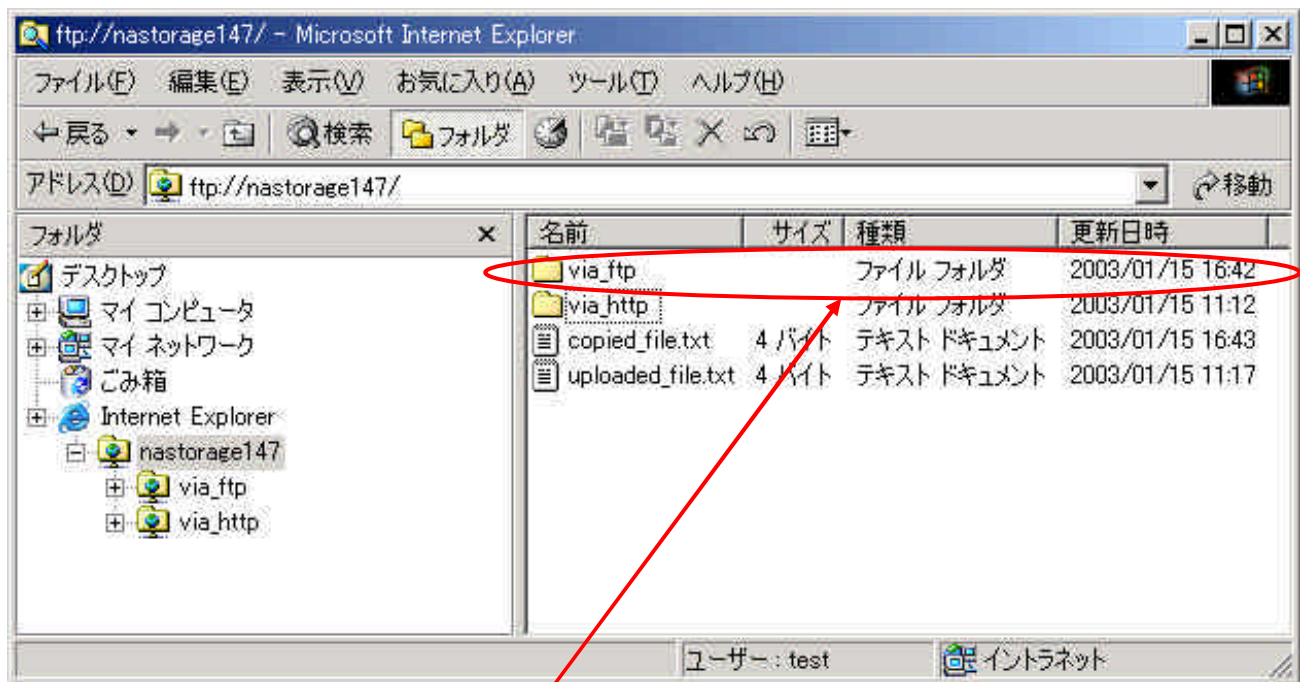 ftp://nastorage147/ - Microsoft Internet Explorer
ファイル(F) 編集(E) 表示(V) お気に入り(A) ツール(T) ヘルプ(H)
戻る 検索 フォルダ
アドレス(D) ftp://nastorage147/ 移動
フォルダ ×
デスクトップ
マイ コンピュータ
マイ ネットワーク
ごみ箱
Internet Explorer
nastorage147
via_ftp
via_http
名前 サイズ 種類 更新日時
via_ftp ファイル フォルダ 2003/01/15 16:42
via_http ファイル フォルダ 2003/01/15 11:12
copied_file.txt 4 バイト テキスト ドキュメント 2003/01/15 16:43
uploaded_file.txt 4 バイト テキスト ドキュメント 2003/01/15 11:17
ユーザー : test イントラネット